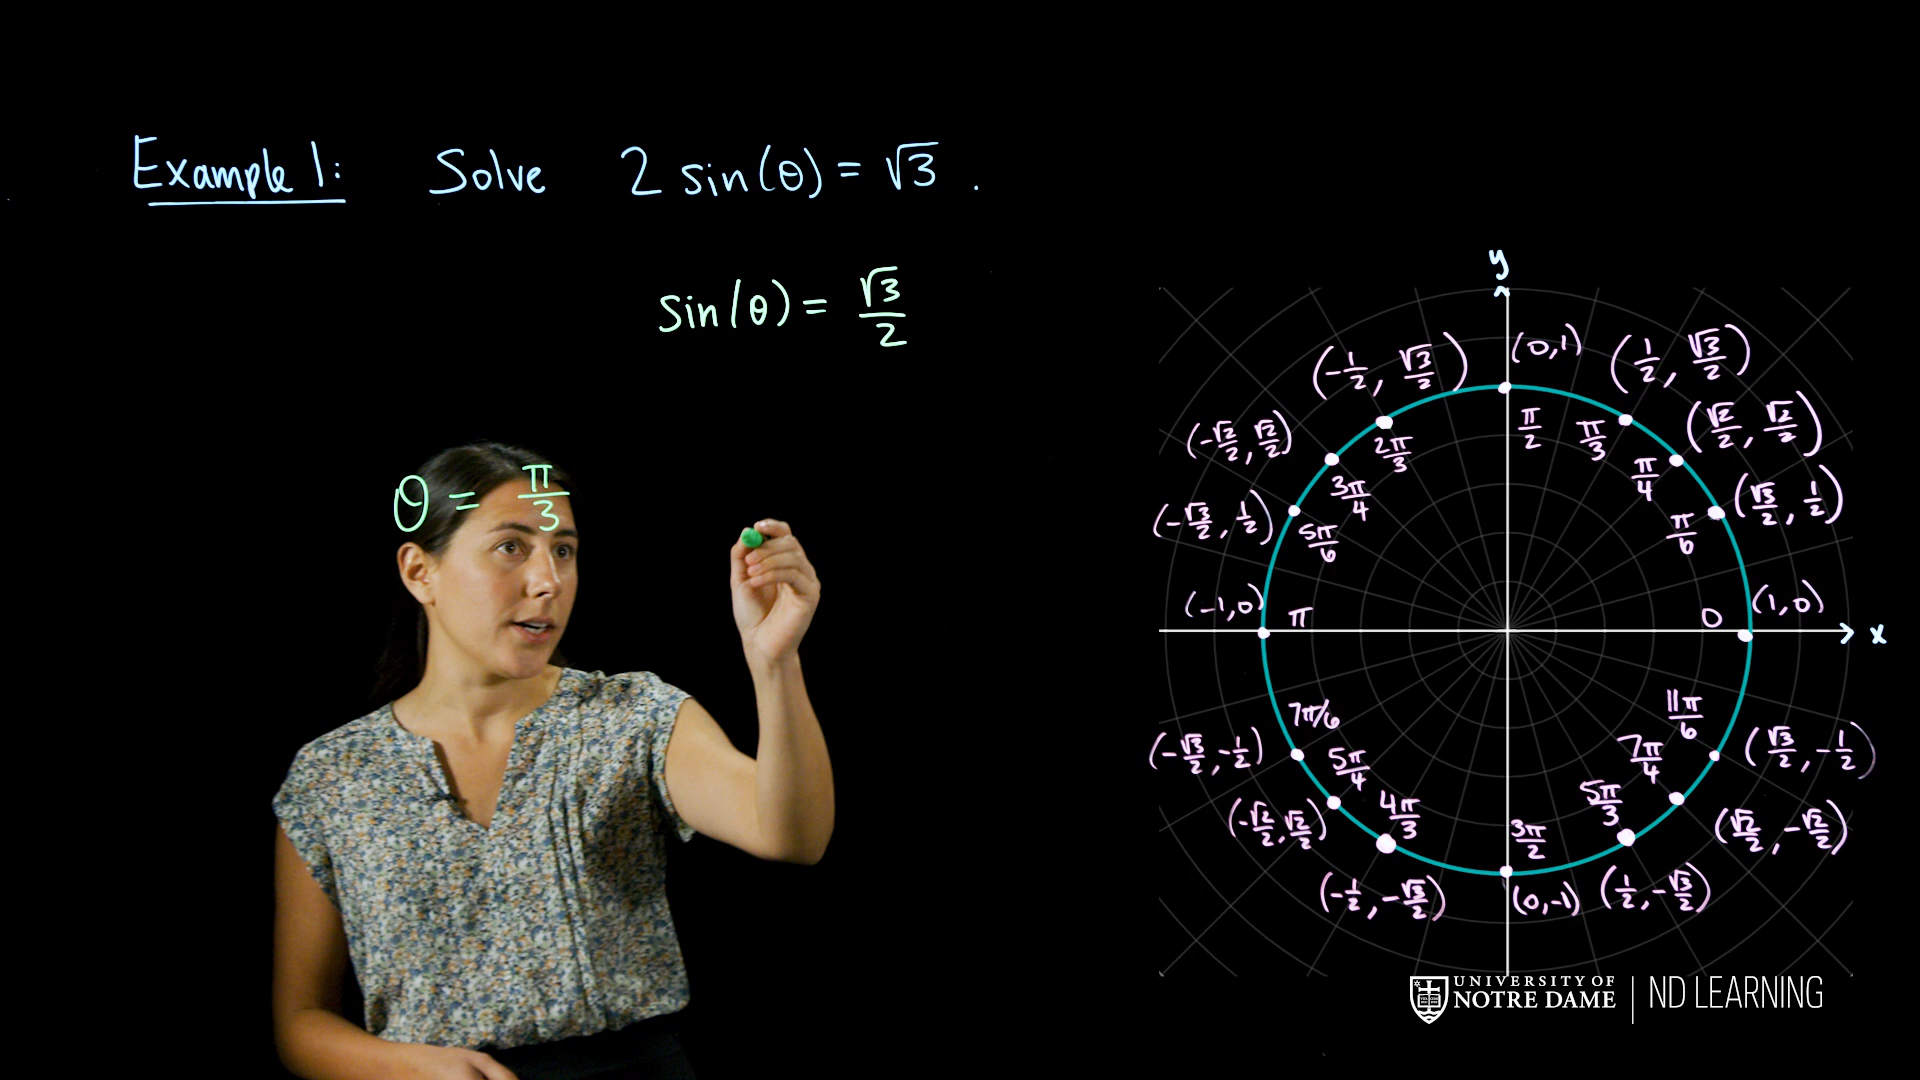 Example 1: Solve 2 sin(θ) = √3 .
sin(θ) = √3/2
θ = π/3
y
(-1/2, √3/2)
(0,1)
(1/2, √3/2)
(-√2/2, √2/2)
2π/3
π/2
π/3
(√2/2, √2/2)
3π/4
π/4
(-√3/2, 1/2)
5π/6
π/6
(√3/2, 1/2)
(-1,0)
π
0
(1,0)
x
7π/6
11π/6
(-√3/2, -1/2)
5π/4
7π/4
(√3/2, -1/2)
(-√2/2, √2/2)
4π/3
3π/2
5π/3
(√2/2, -√2/2)
(-1/2, -√3/2)
(0,-1)
(1/2, -√3/2)
UNIVERSITY OF
NOTRE DAME
ND LEARNING